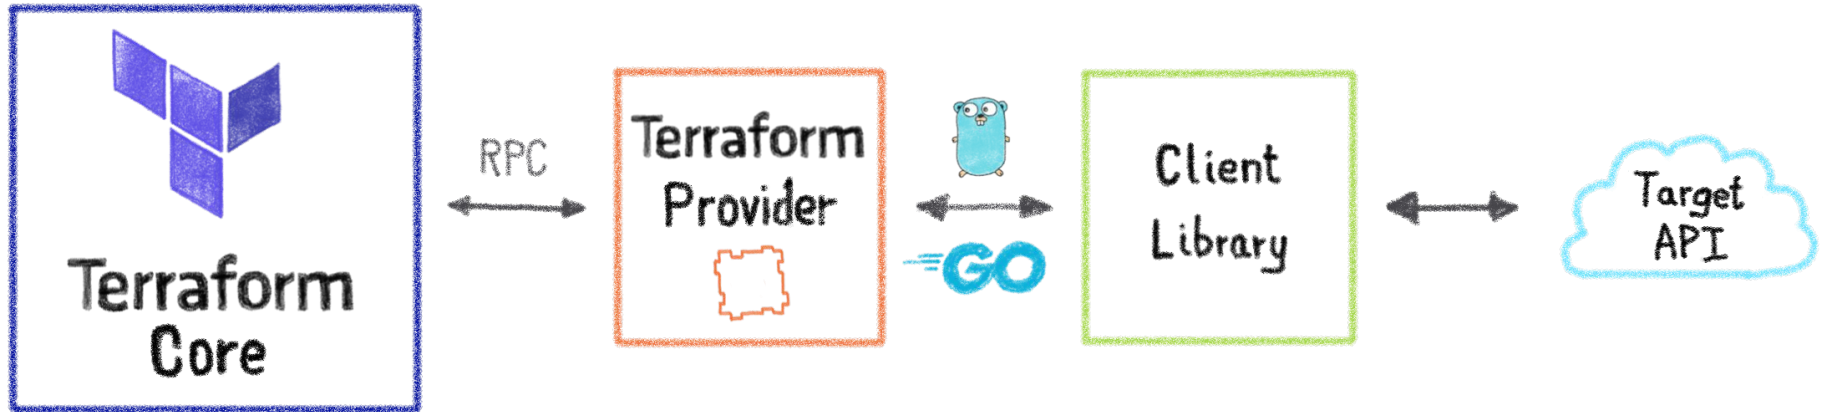 Terraform
Core
RPC
Terraform
Provider
GO
Client
Library
Target
API